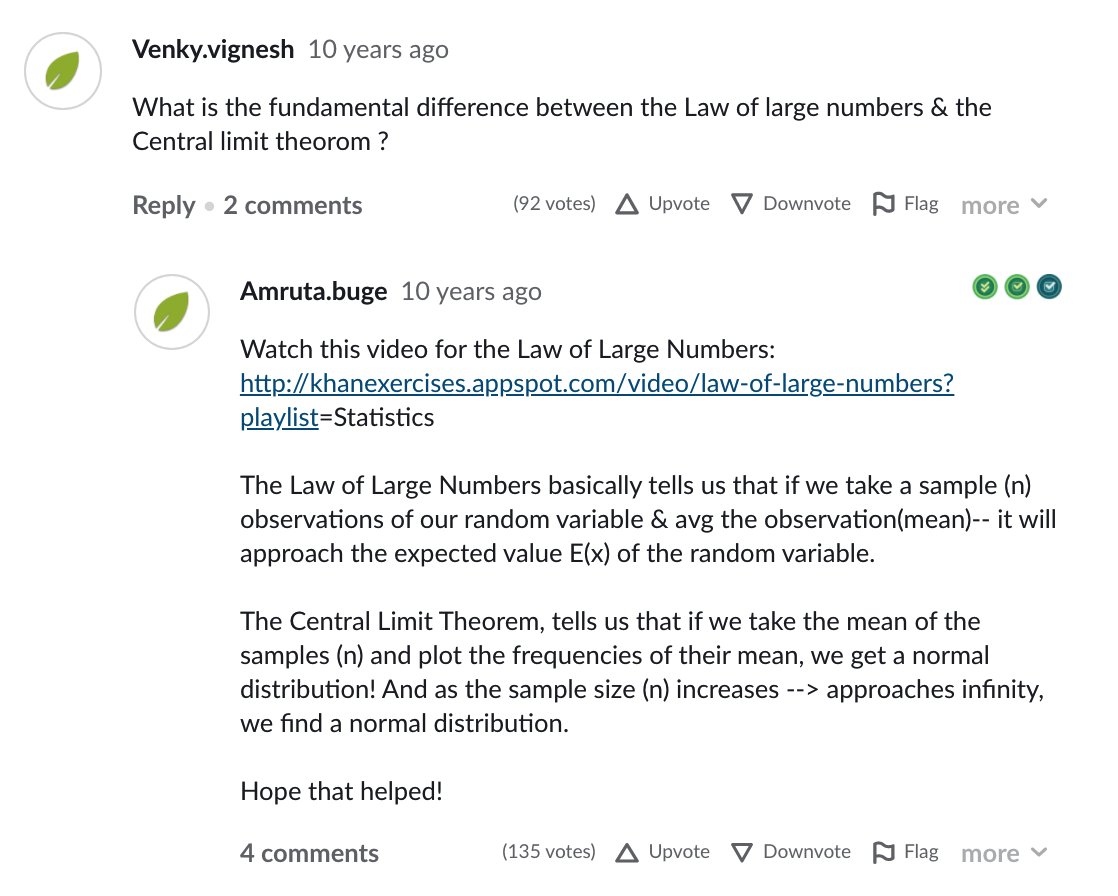 Venky.vignesh 10 years ago
What is the fundamental difference between the Law of large numbers & the
Central limit theorom ?
Reply • 2 comments (92 votes) Upvote Downvote Flag more
Amruta.buge 10 years ago
Watch this video for the Law of Large Numbers:
http://khanexercises.appspot.com/video/law-of-large-numbers?
playlist=Statistics
The Law of Large Numbers basically tells us that if we take a sample (n)
observations of our random variable & avg the observation(mean)-- it will
approach the expected value E(x) of the random variable.
The Central Limit Theorem, tells us that if we take the mean of the
samples (n) and plot the frequencies of their mean, we get a normal
distribution! And as the sample size (n) increases --> approaches infinity,
we find a normal distribution.
Hope that helped!
4 comments (135 votes) Upvote Downvote Flag more